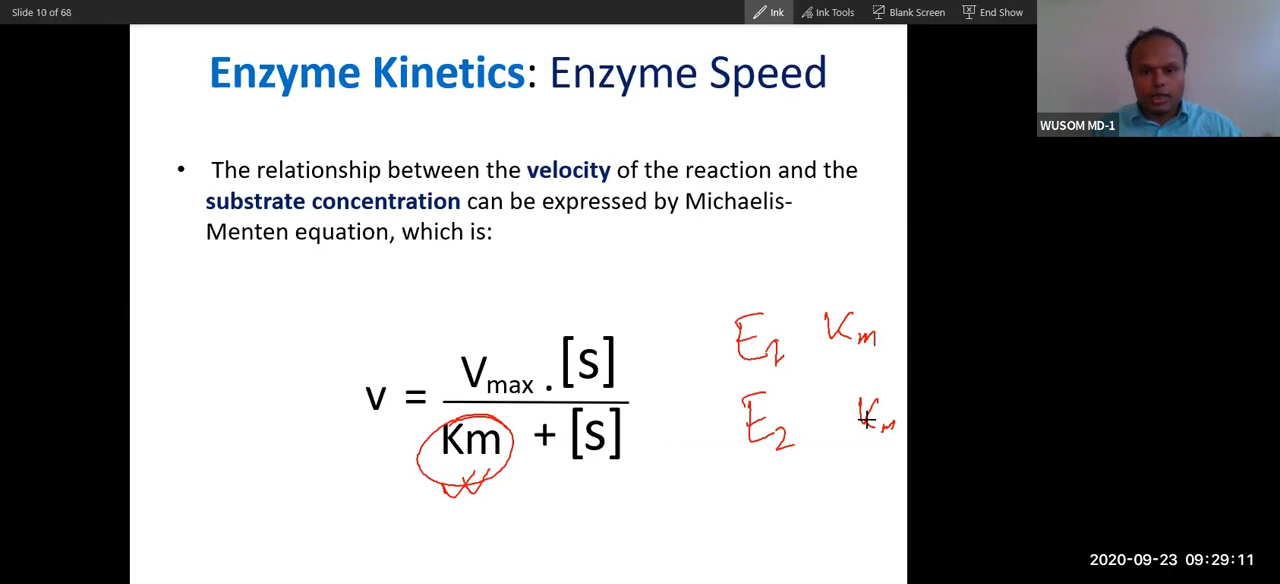 Slide 10 of 68
Ink
Ink Tools
Blank Screen
End Show
WUSOM MD-1
Enzyme Kinetics: Enzyme Speed
• The relationship between the velocity of the reaction and the
substrate concentration can be expressed by Michaelis-
Menten equation, which is:
v = Vmax . [S]
Km + [S]
E1 Km
E2 Km
2020-09-23 09:29:11